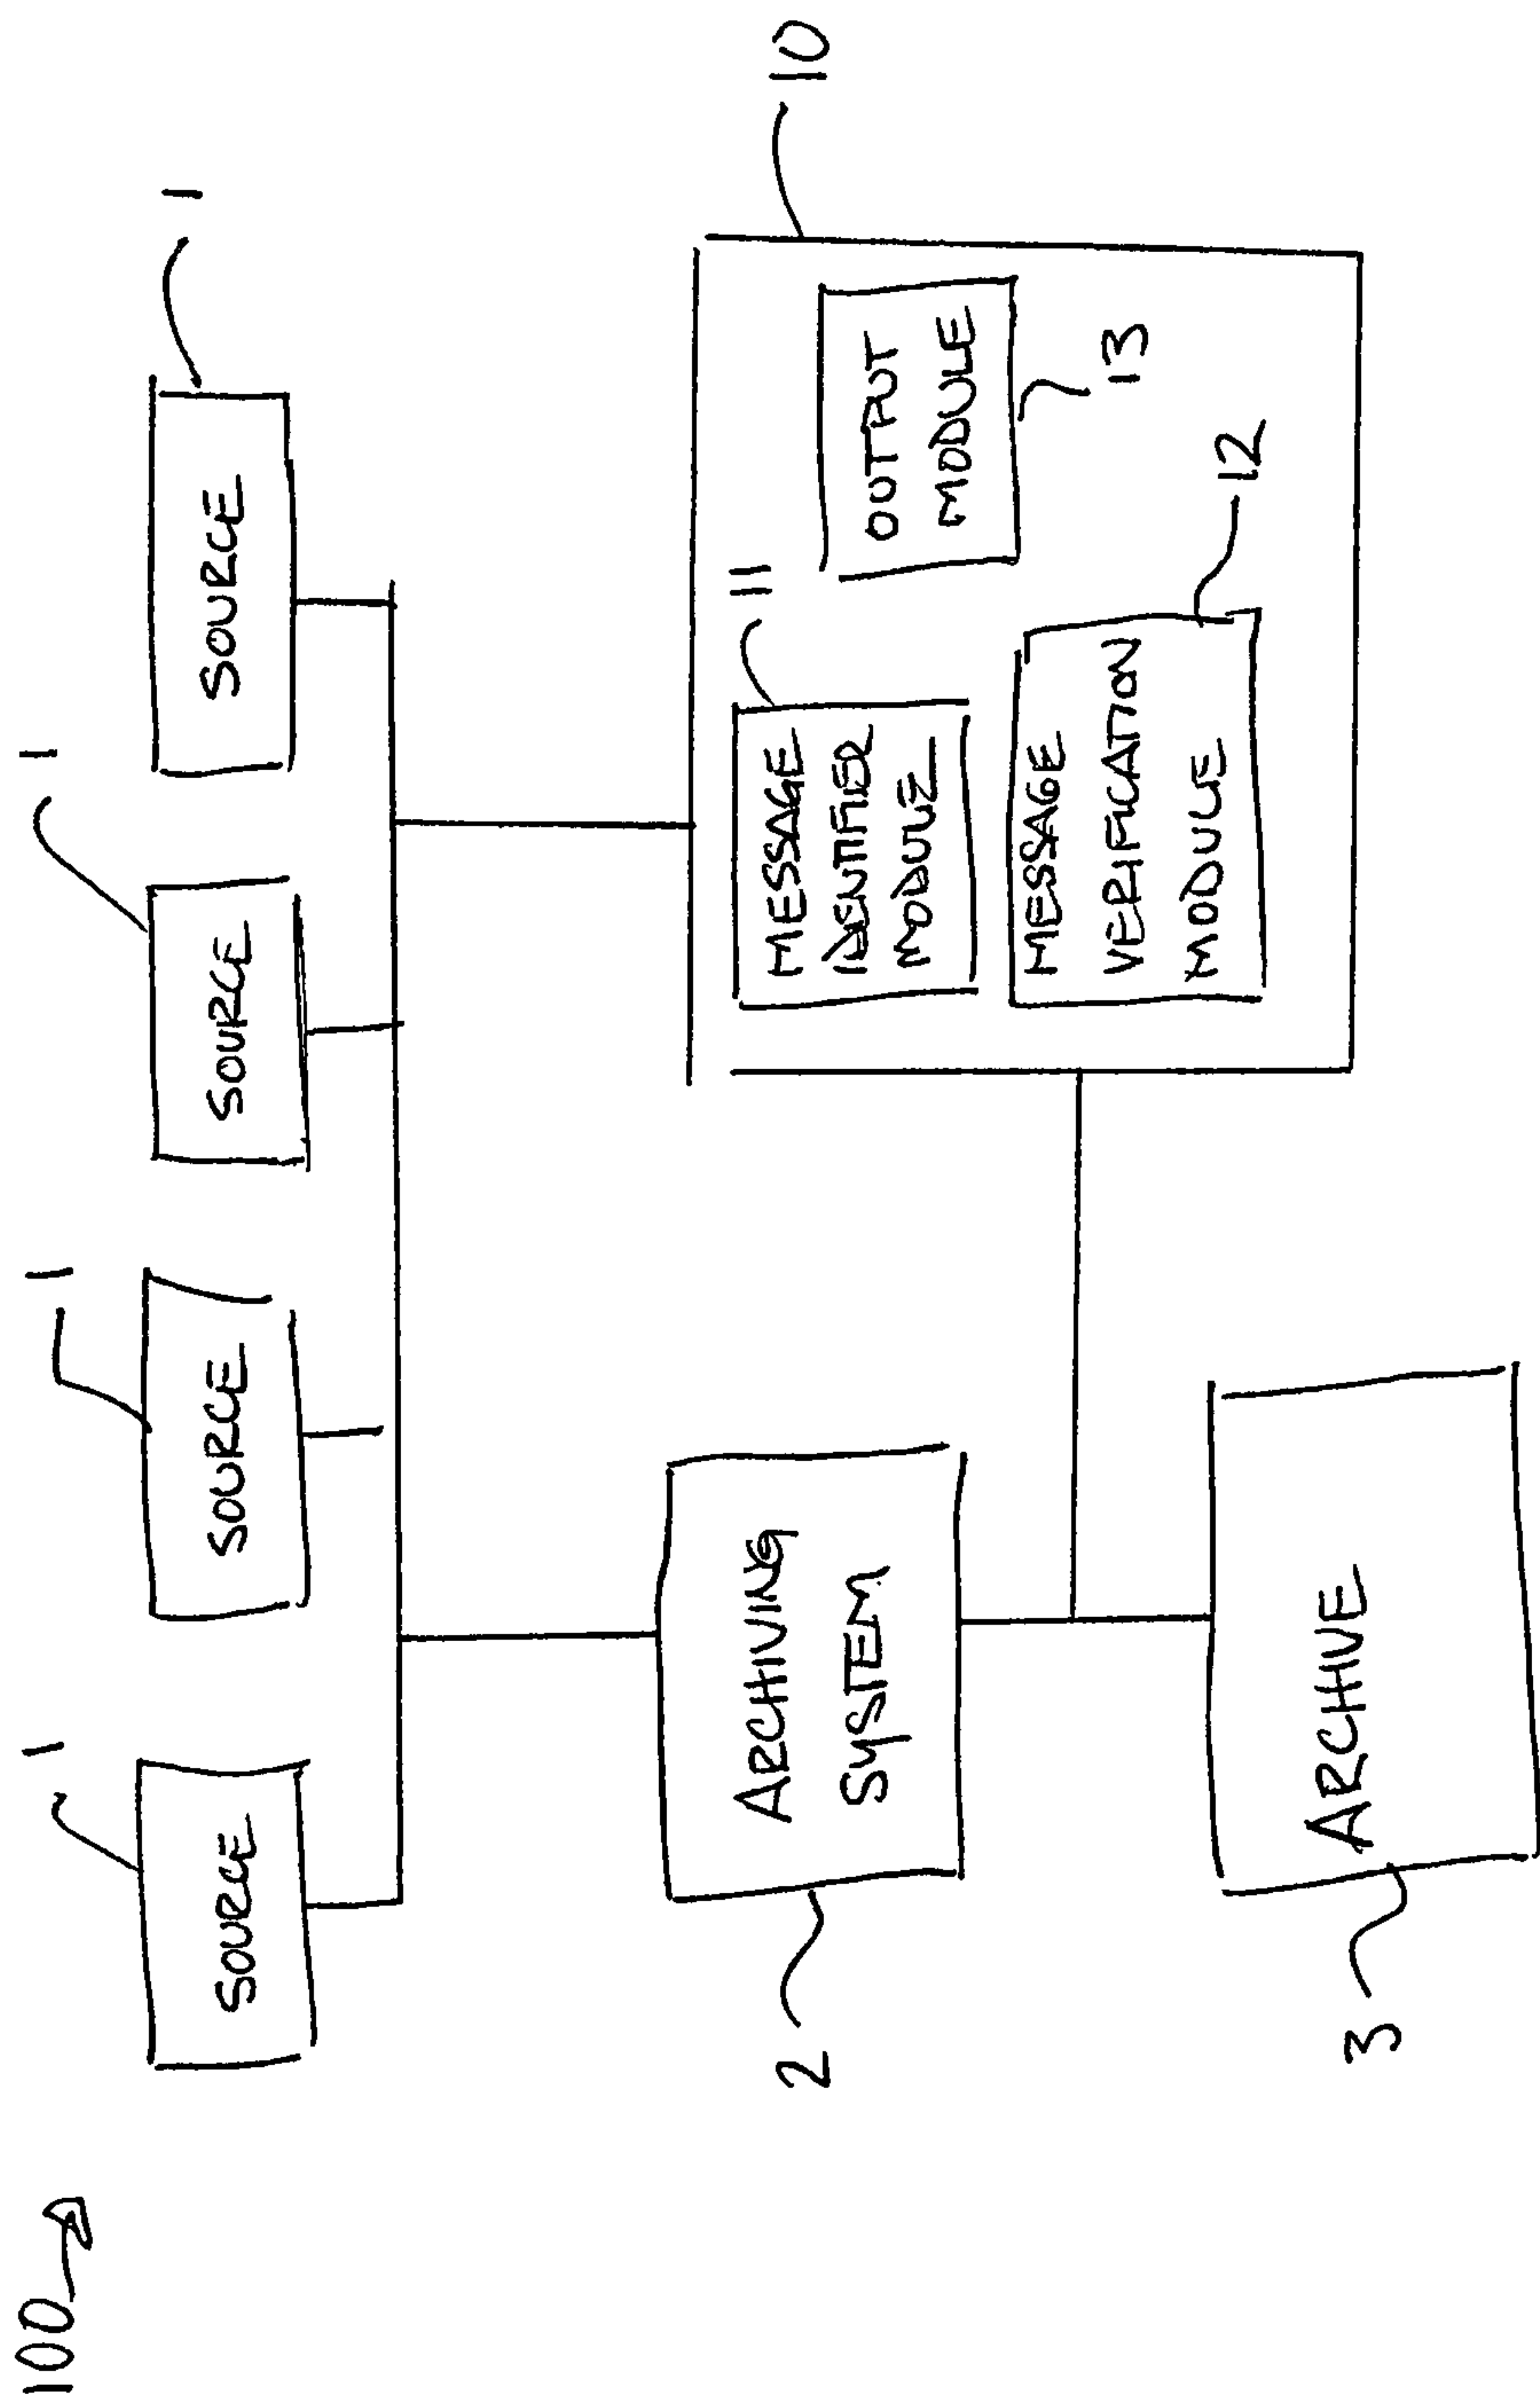 100
1
1
1
1
SOURCE
SOURCE
SOURCE
SOURCE
10
2
ARCHIVING
SYSTEM
11
MESSAGE
IDENTIFIER
MODULE
OUTPUT
MODULE
13
MESSAGE
VERIFICATION
MODULE
12
3
ARCHIVE